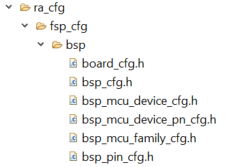 ra_cfg
fsp_cfg
bsp
board_cfg.h
bsp_cfg.h
bsp_mcu_device_cfg.h
bsp_mcu_device_pn_cfg.h
bsp_mcu_family_cfg.h
bsp_pin_cfg.h